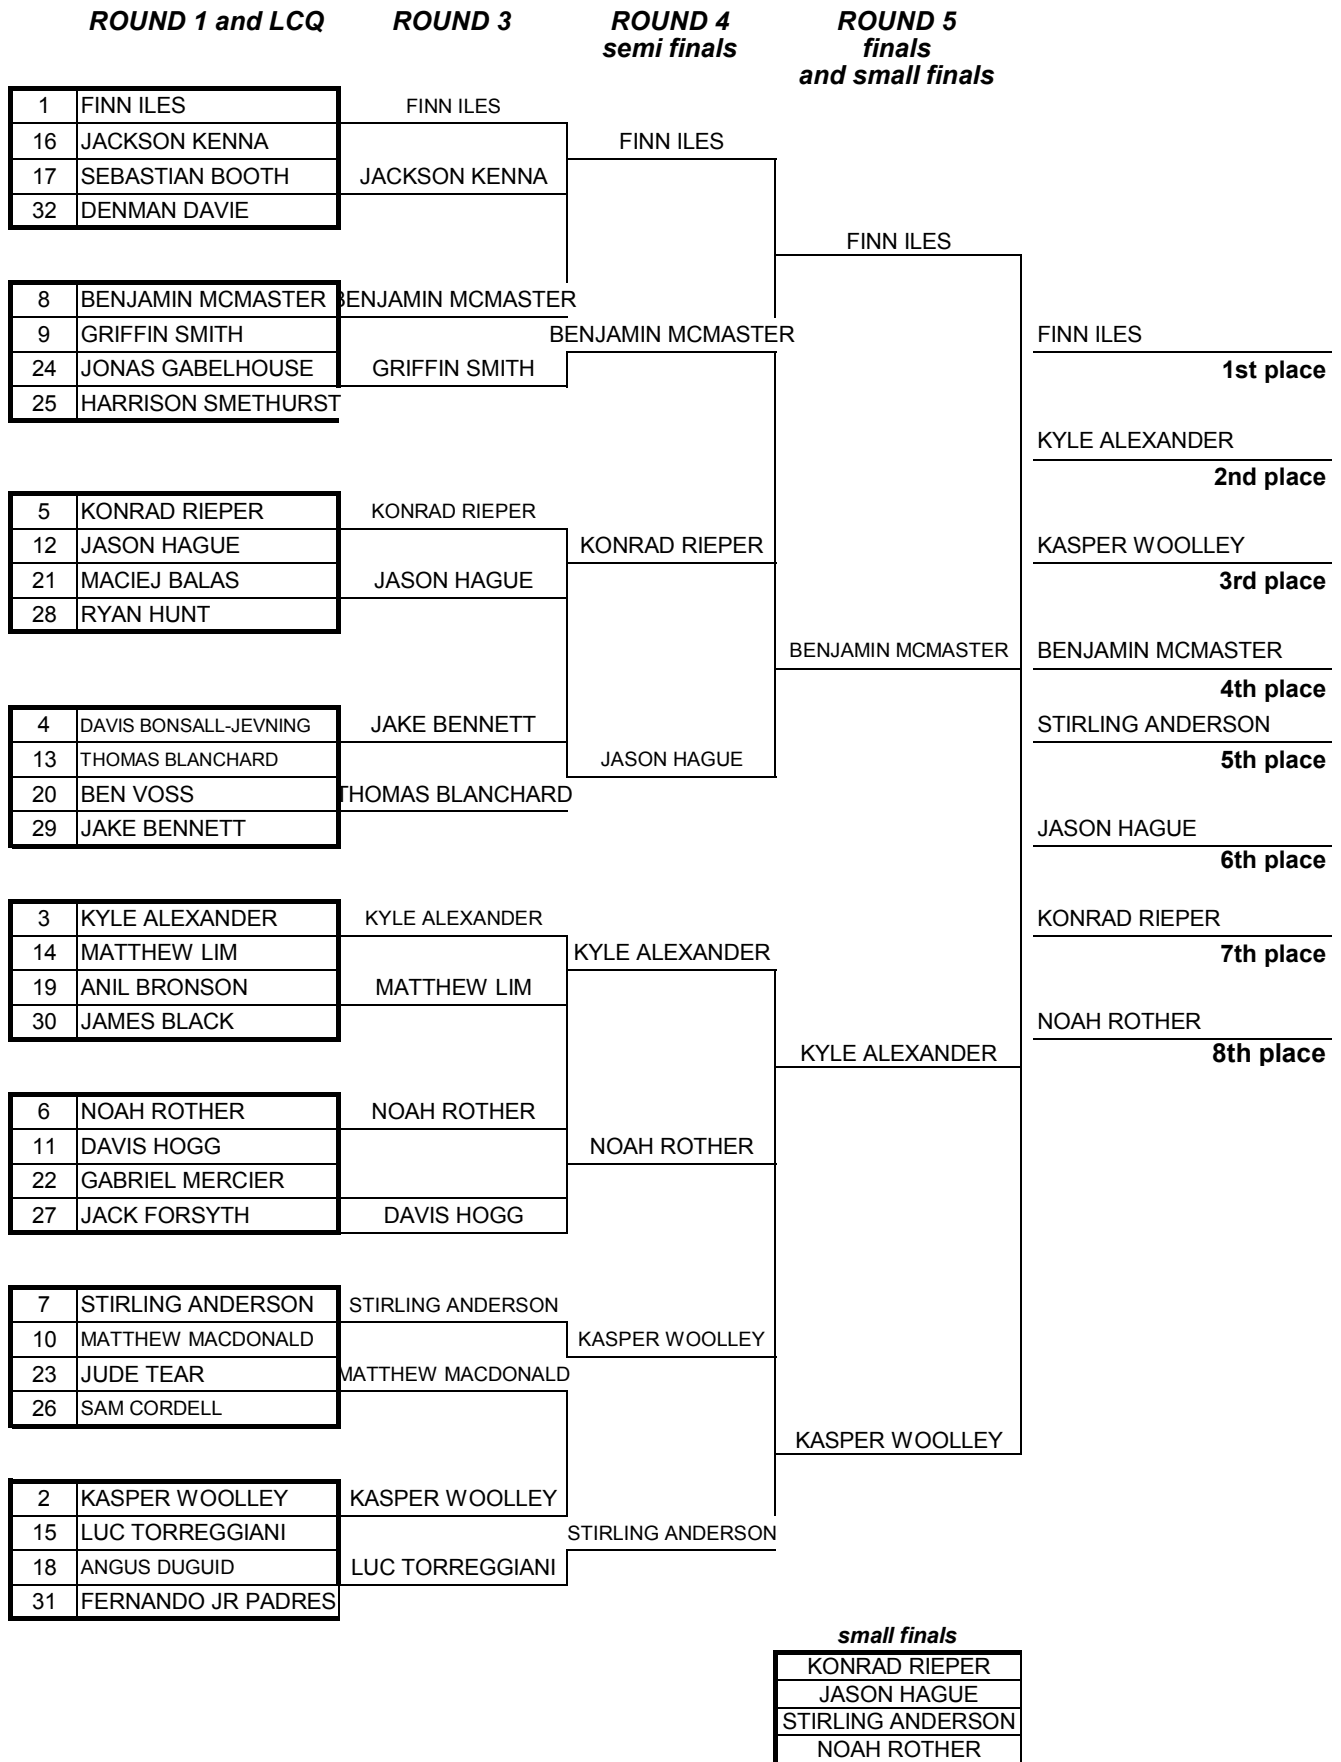 ROUND 1 and LCQ ROUND 3 ROUND 4 ROUND 5
semi finals finals
and small finals
1 FINN ILES FINN ILES
16 JACKSON KENNA FINN ILES
17 SEBASTIAN BOOTH JACKSON KENNA
32 DENMAN DAVIE
FINN ILES
8 BENJAMIN MCMASTER BENJAMIN MCMASTER
9 GRIFFIN SMITH BENJAMIN MCMASTER FINN ILES
24 JONAS GABELHOUSE GRIFFIN SMITH 1st place
25 HARRISON SMETHURST
KYLE ALEXANDER
2nd place
5 KONRAD RIEPER KONRAD RIEPER
12 JASON HAGUE KONRAD RIEPER KASPER WOOLLEY
21 MACIEJ BALAS JASON HAGUE 3rd place
28 RYAN HUNT
BENJAMIN MCMASTER BENJAMIN MCMASTER
4th place
4 DAVIS BONSALL-JEVNING JAKE BENNETT STIRLING ANDERSON
13 THOMAS BLANCHARD JASON HAGUE 5th place
20 BEN VOSS THOMAS BLANCHARD
29 JAKE BENNETT JASON HAGUE
6th place
3 KYLE ALEXANDER KYLE ALEXANDER KONRAD RIEPER
14 MATTHEW LIM KYLE ALEXANDER 7th place
19 ANIL BRONSON MATTHEW LIM
30 JAMES BLACK NOAH ROTHER
KYLE ALEXANDER 8th place
6 NOAH ROTHER NOAH ROTHER
11 DAVIS HOGG NOAH ROTHER
22 GABRIEL MERCIER
27 JACK FORSYTH DAVIS HOGG
7 STIRLING ANDERSON STIRLING ANDERSON
10 MATTHEW MACDONALD KASPER WOOLLEY
23 JUDE TEAR MATTHEW MACDONALD
26 SAM CORDELL
KASPER WOOLLEY
2 KASPER WOOLLEY KASPER WOOLLEY
15 LUC TORREGGIANI STIRLING ANDERSON
18 ANGUS DUGUID LUC TORREGGIANI
31 FERNANDO JR PADRES
small finals
KONRAD RIEPER
JASON HAGUE
STIRLING ANDERSON
NOAH ROTHER